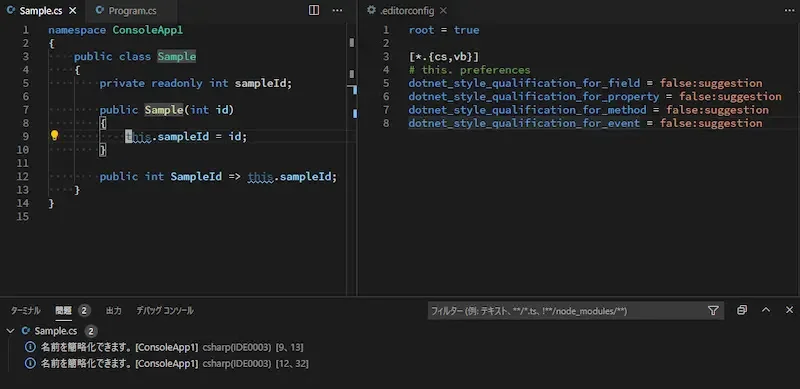 Sample.cs
Program.cs
1 namespace ConsoleApp1
2 {
3 public class Sample
4 {
5 private readonly int sampleId;
6
7 public Sample(int id)
8 {
9 this.sampleId = id;
10 }
11
12 public int SampleId => this.sampleId;
13 }
14 }
15
.editorconfig
1 root = true
2
3 [*.{cs,vb}]
4 # this. preferences
5 dotnet_style_qualification_for_field = false:suggestion
6 dotnet_style_qualification_for_property = false:suggestion
7 dotnet_style_qualification_for_method = false:suggestion
8 dotnet_style_qualification_for_event = false:suggestion
ターミナル 問題 2 出力 デバッグ コンソール
フィルター (例: テキスト、**/*.ts、!**/node_modules/**)
Sample.cs 2
名前を簡略化できます。[ConsoleApp1] csharp(IDE0003) [9、13]
名前を簡略化できます。[ConsoleApp1] csharp(IDE0003) [12、32]